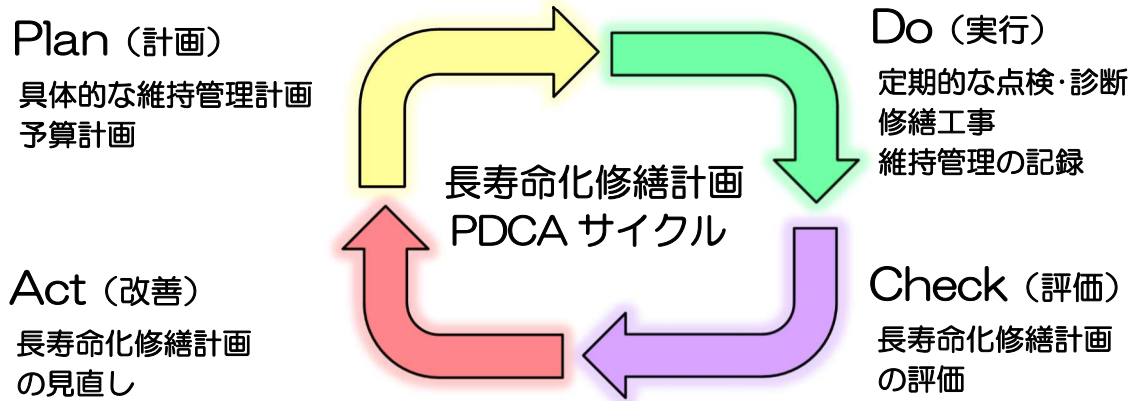 Plan（計画）
具体的な維持管理計画
予算計画
Do（実行）
定期的な点検・診断
修繕工事
維持管理の記録
長寿命化修繕計画
PDCA サイクル
Act（改善）
長寿命化修繕計画
の見直し
Check（評価）
長寿命化修繕計画
の評価